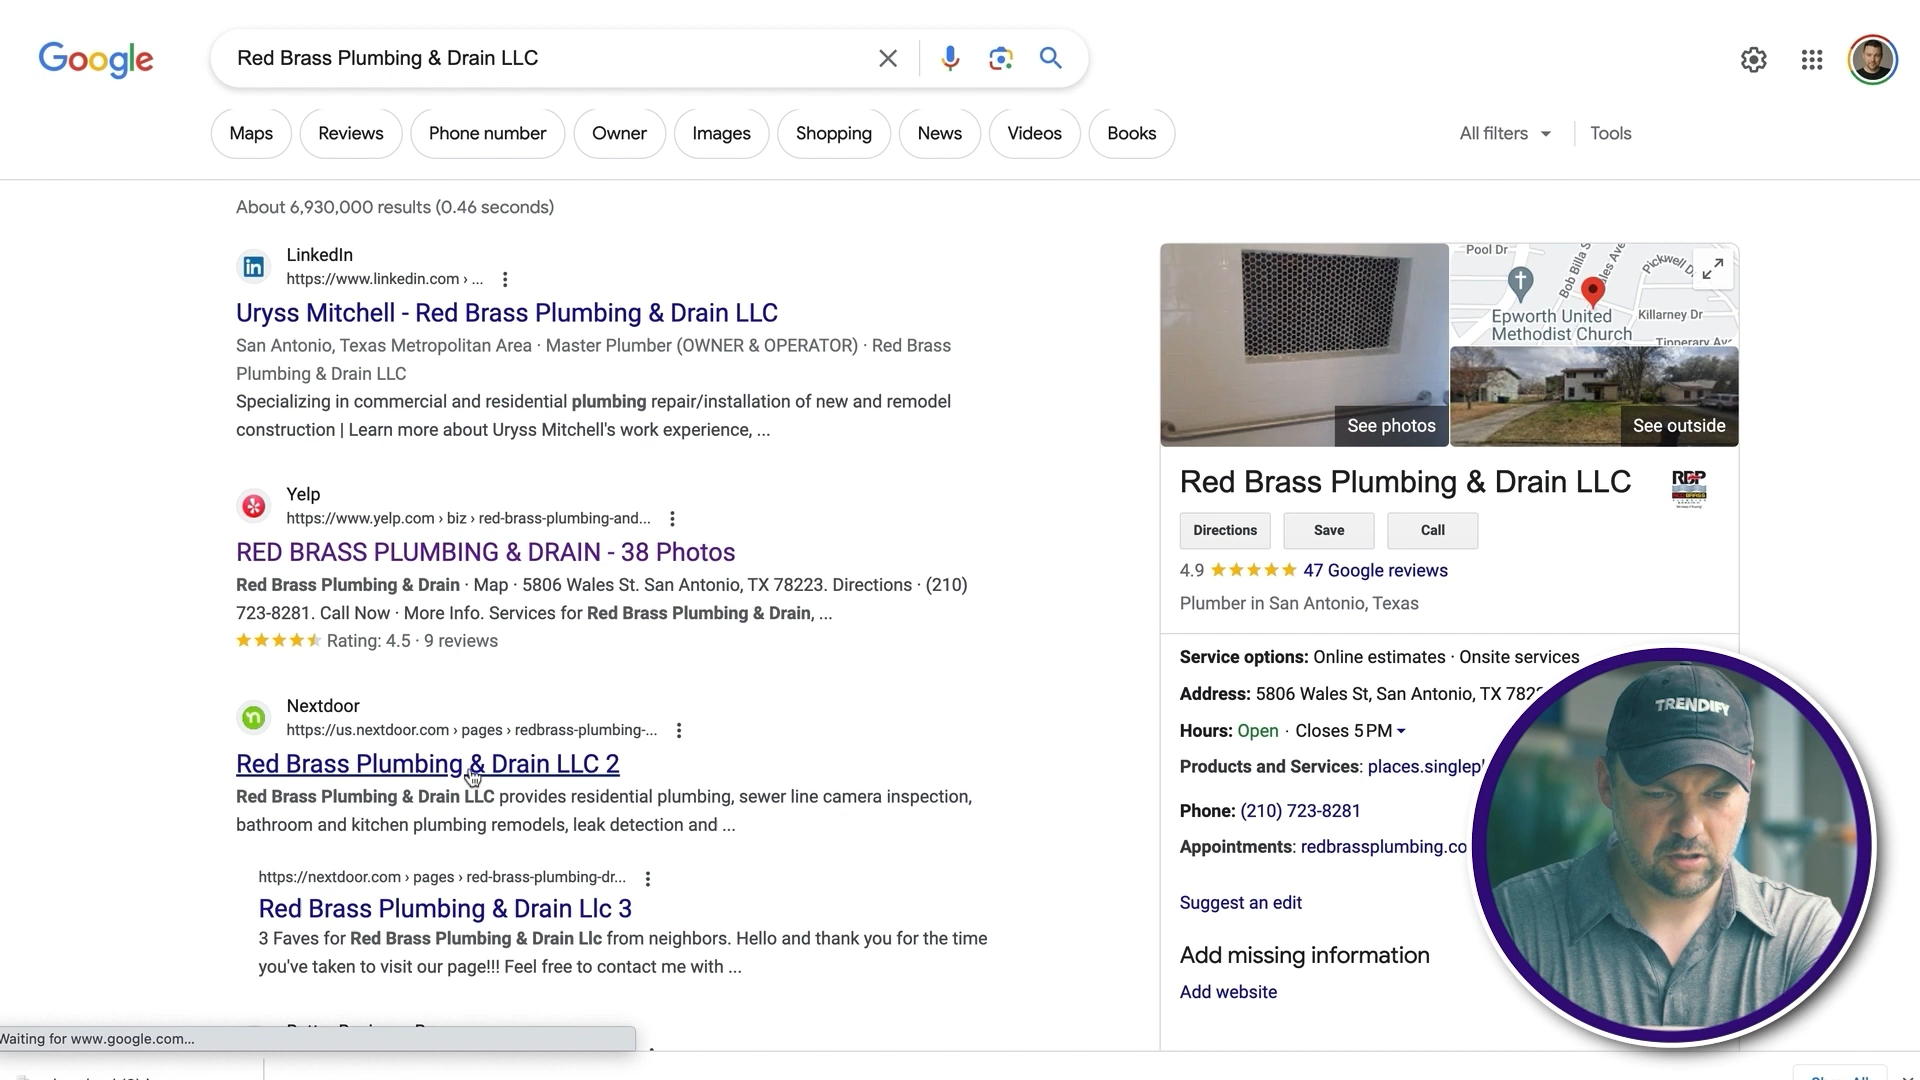 Google
Red Brass Plumbing & Drain LLC
Maps
Reviews
Phone number
Owner
Images
Shopping
News
Videos
Books
All filters
Tools
About 6,930,000 results (0.46 seconds)
LinkedIn
https://www.linkedin.com › ...
Uryss Mitchell - Red Brass Plumbing & Drain LLC
San Antonio, Texas Metropolitan Area · Master Plumber (OWNER & OPERATOR) · Red Brass
Plumbing & Drain LLC
Specializing in commercial and residential plumbing repair/installation of new and remodel
construction | Learn more about Uryss Mitchell's work experience, ...
Yelp
https://www.yelp.com › biz › red-brass-plumbing-and...
RED BRASS PLUMBING & DRAIN - 38 Photos
Red Brass Plumbing & Drain · Map · 5806 Wales St. San Antonio, TX 78223. Directions · (210)
723-8281. Call Now · More Info. Services for Red Brass Plumbing & Drain, ...
Rating: 4.5 · 9 reviews
Nextdoor
https://us.nextdoor.com › pages › redbrass-plumbing-...
Red Brass Plumbing & Drain LLC 2
Red Brass Plumbing & Drain LLC provides residential plumbing, sewer line camera inspection,
bathroom and kitchen plumbing remodels, leak detection and ...
https://nextdoor.com › pages › red-brass-plumbing-dr...
Red Brass Plumbing & Drain Llc 3
3 Faves for Red Brass Plumbing & Drain Llc from neighbors. Hello and thank you for the time
you've taken to visit our page!!! Feel free to contact me with ...
Waiting for www.google.com...
Pool Dr
Bob Billa S
ales Ave
Pickwell D
Epworth United
Methodist Church
Killarney Dr
Tipperary Av
See photos
See outside
Red Brass Plumbing & Drain LLC
RBP
Directions
Save
Call
4.9
47 Google reviews
Plumber in San Antonio, Texas
Service options: Online estimates · Onsite services
Address: 5806 Wales St, San Antonio, TX 782
Hours: Open · Closes 5 PM
Products and Services: places.singlepl
Phone: (210) 723-8281
Appointments: redbrassplumbing.co
Suggest an edit
Add missing information
Add website
TRENDIFY